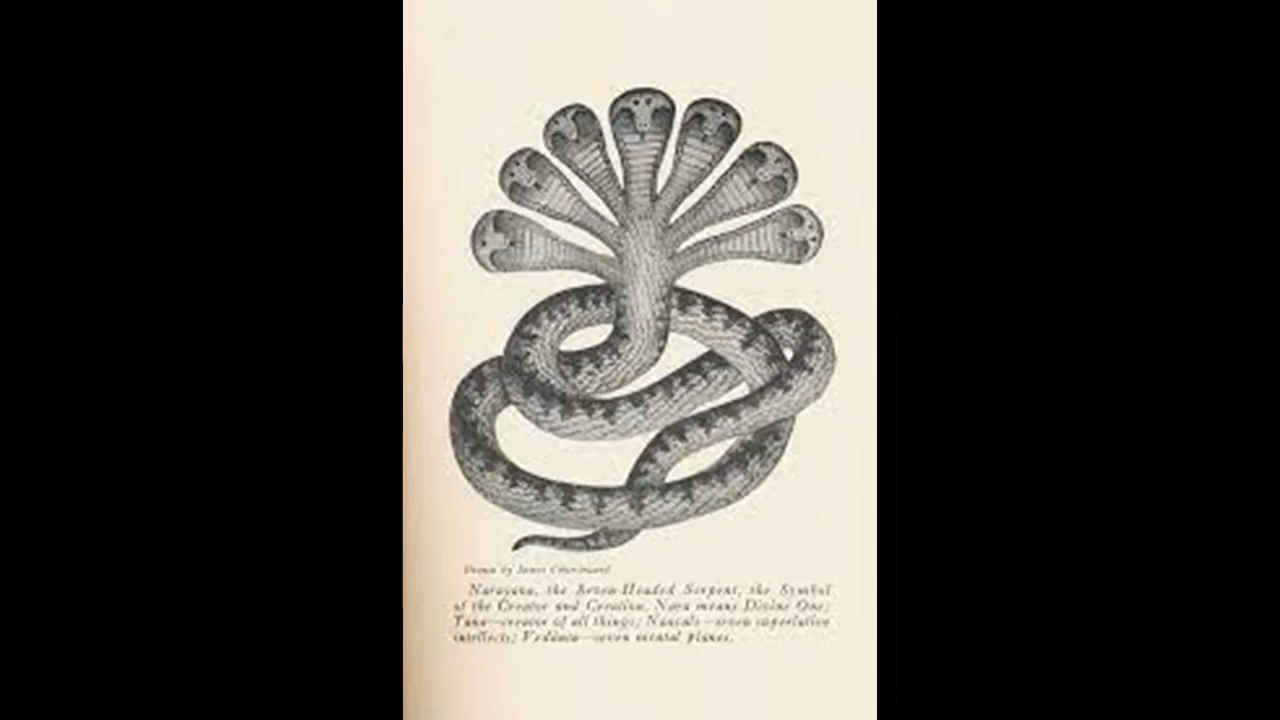 Drawn by James Churchward
Narayana, the Seven-Headed Serpent, the Symbol
of the Creator and Creation. Nara means Divine One;
Yana—creator of all things; Naacals—seven superlative
intellects; Vedanta—seven mental planes.